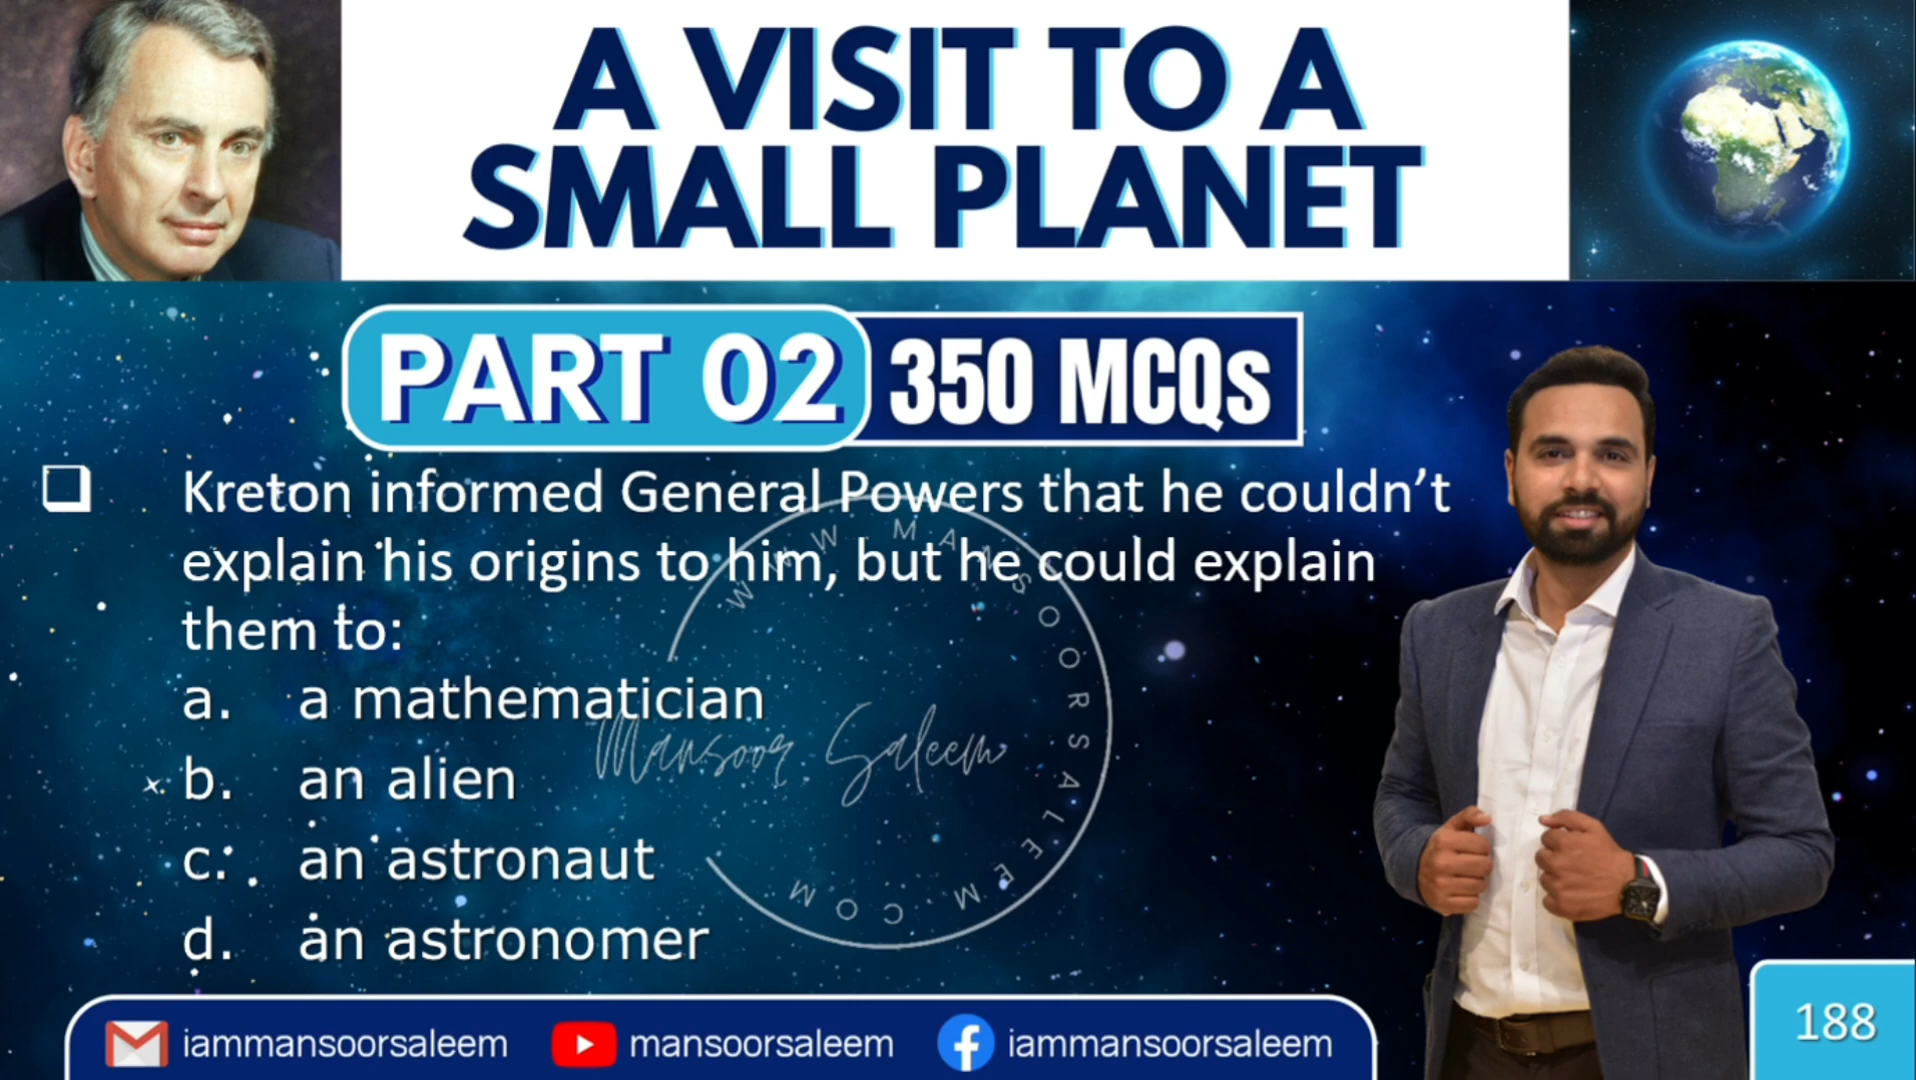 A VISIT TO A
SMALL PLANET
PART 02 350 MCQs
Kreton informed General Powers that he couldn’t
explain his origins to him, but he could explain
them to:
a. a mathematician
b. an alien
c. an astronaut
d. an astronomer
WWW.MANSOORSALEEM.COM
Mansoor Saleem
iammansoorsaleem mansoorsaleem iammansoorsaleem
188